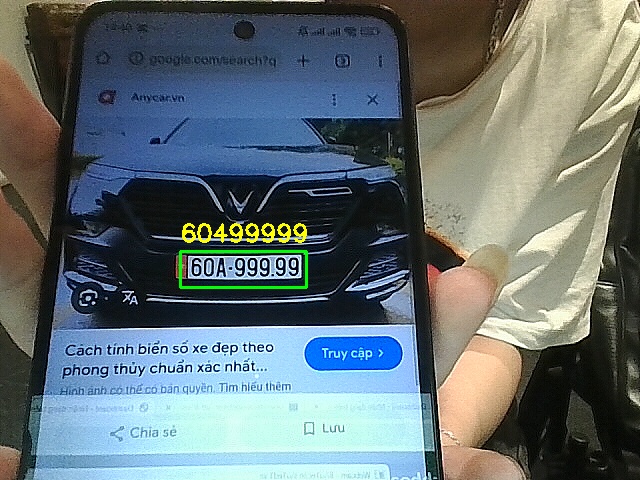 google.com/search?q
Anycar.vn
60499999
60A-999.99
Cách tính biển số xe đẹp theo
phong thủy chuẩn xác nhất...
Truy cập >
Hình ảnh có thể có bản quyền. Tìm hiểu thêm
Chia sẻ
Lưu